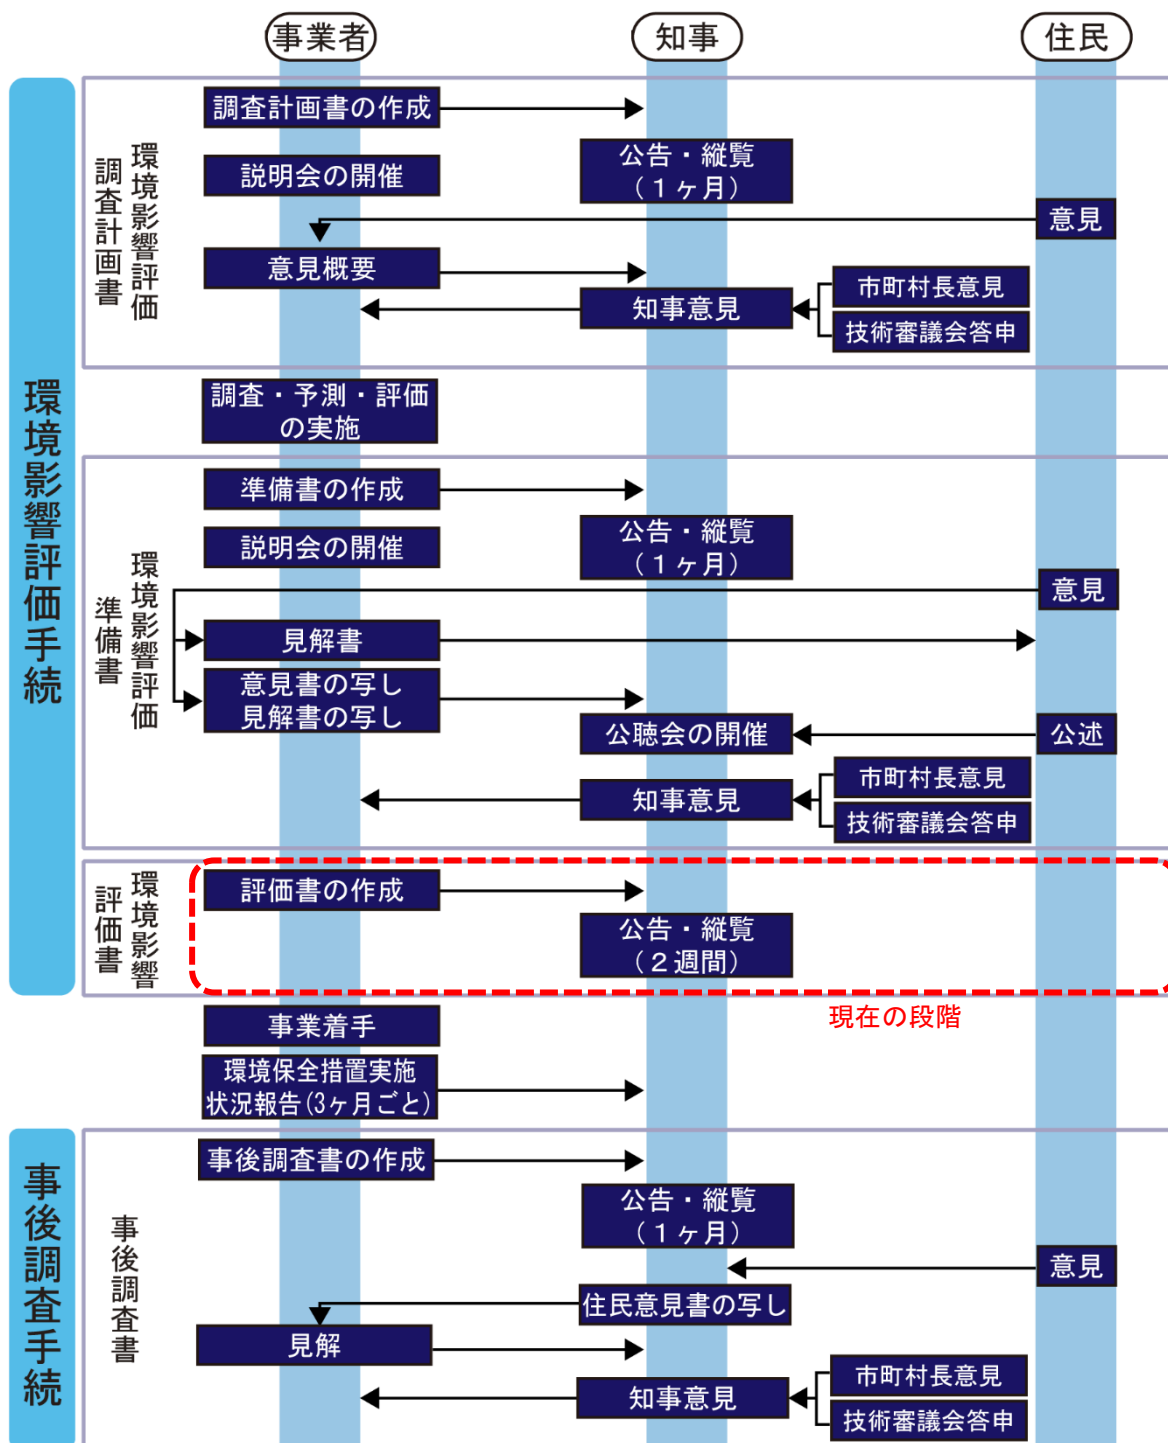 事業者
知事
住民
環境影響評価手続
環境影響評価
調査計画書
調査計画書の作成
公告・縦覧
(1ヶ月)
説明会の開催
意見
意見概要
市町村長意見
知事意見
技術審議会答申
調査・予測・評価
の実施
環境影響評価
準備書
準備書の作成
公告・縦覧
(1ヶ月)
説明会の開催
意見
見解書
意見書の写し
見解書の写し
公聴会の開催
公述
市町村長意見
知事意見
技術審議会答申
環境影響
評価書
評価書の作成
公告・縦覧
(2週間)
現在の段階
事業着手
環境保全措置実施
状況報告(3ヶ月ごと)
事後調査手続
事後調査書
事後調査書の作成
公告・縦覧
(1ヶ月)
意見
住民意見書の写し
見解
市町村長意見
知事意見
技術審議会答申